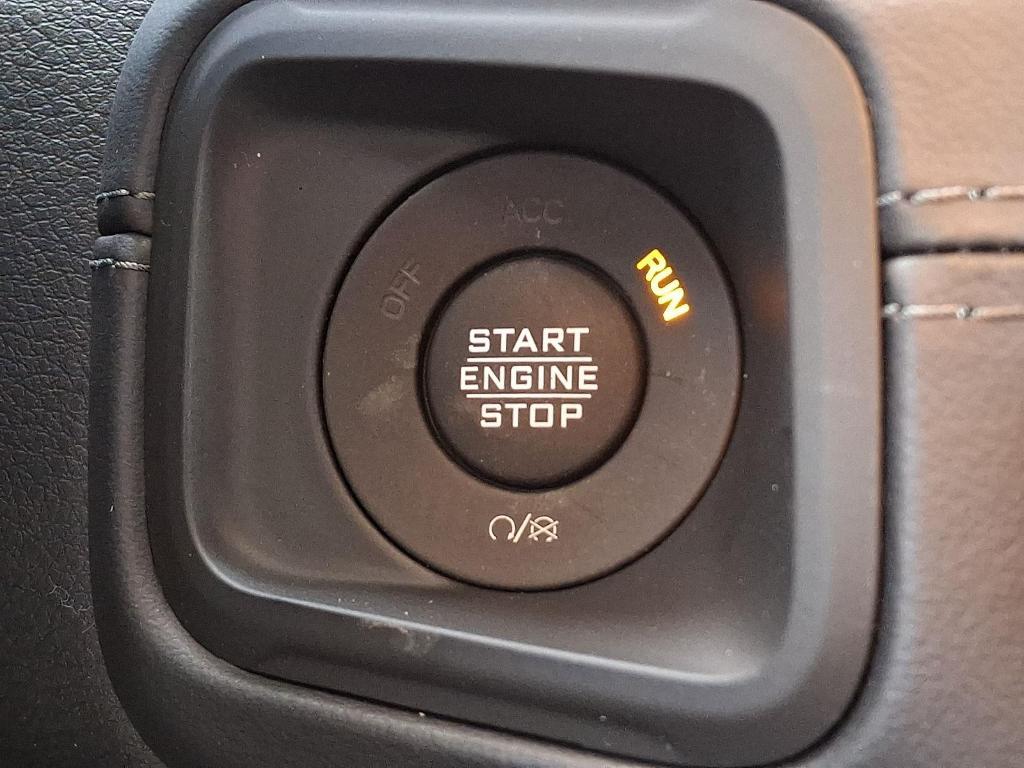 ACC
OFF
RUN
START
ENGINE
STOP